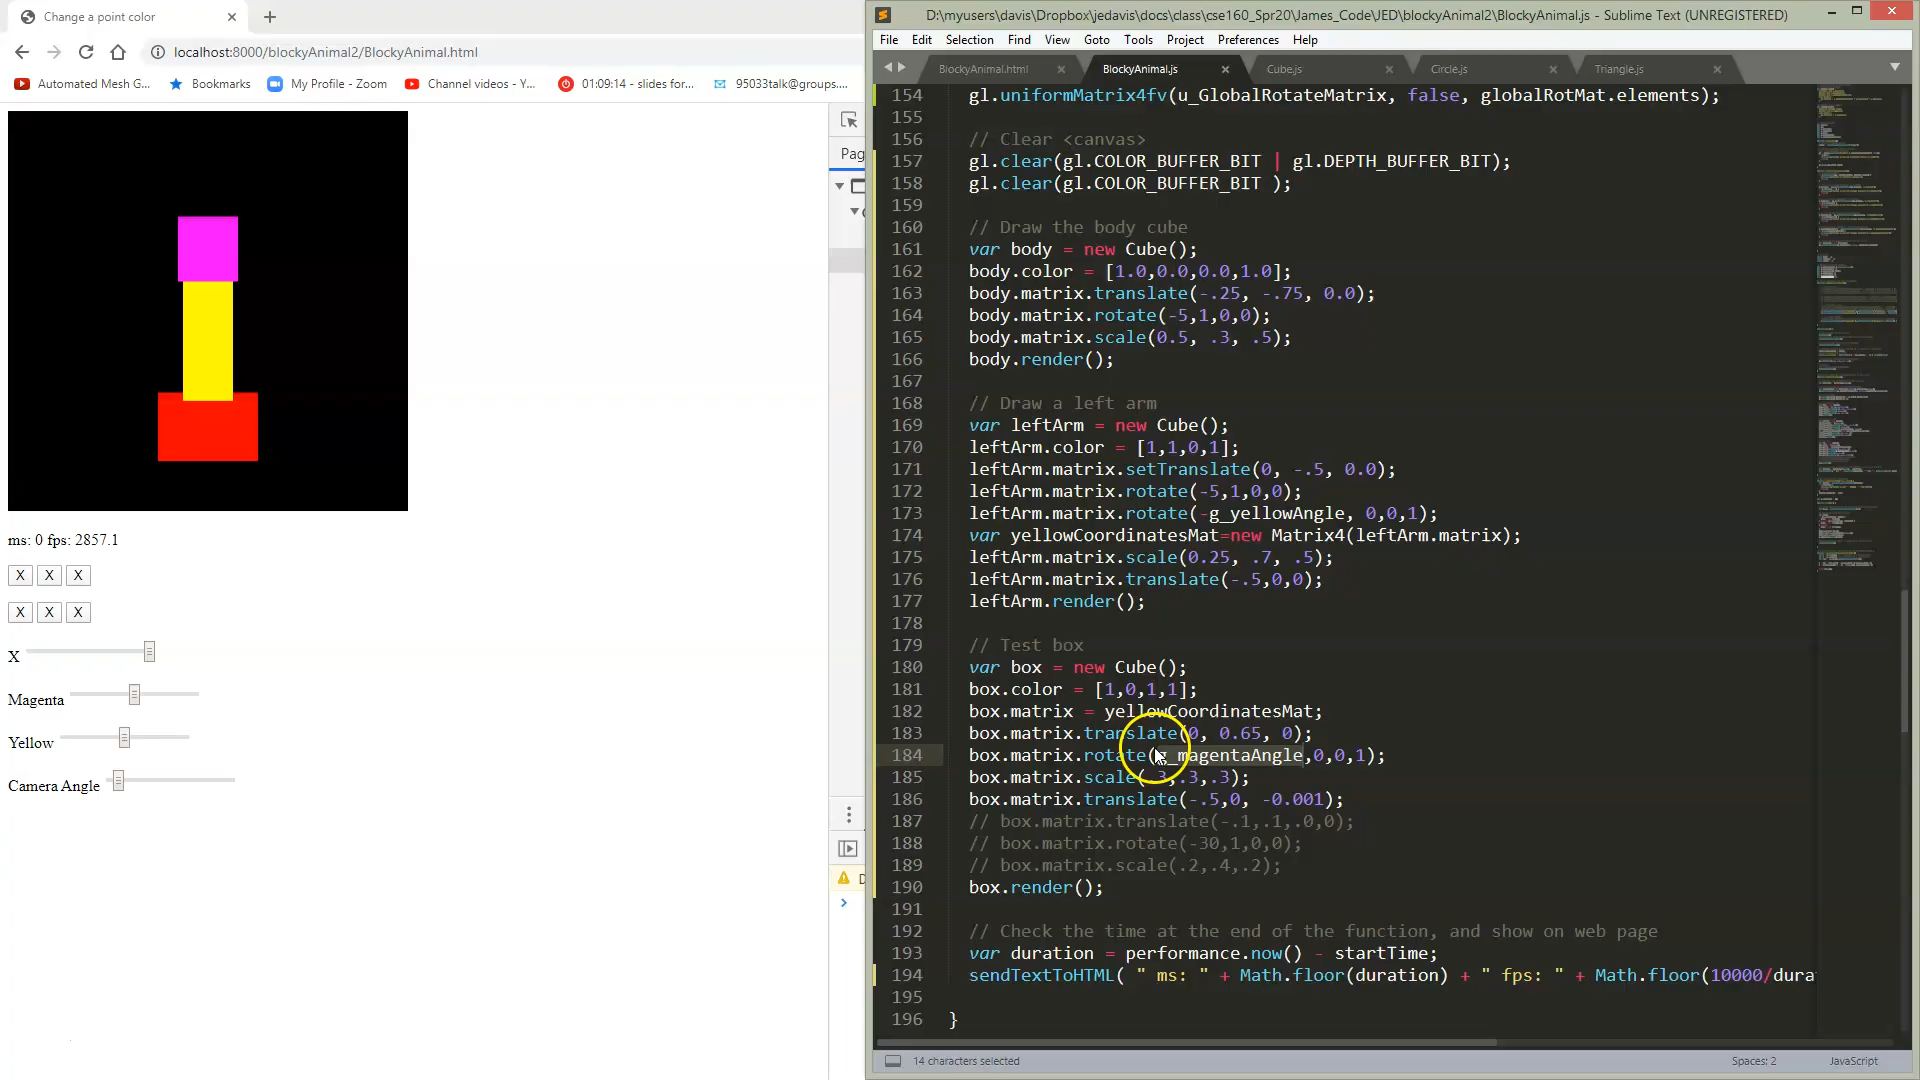 Change a point color
localhost:8000/blockyAnimal2/BlockyAnimal.html
Automated Mesh G... Bookmarks My Profile - Zoom Channel videos - Y... 01:09:14 - slides for... 95033talk@groups....
ms: 0 fps: 2857.1
X X X
X X X
X
Magenta
Yellow
Camera Angle
Pag
D:\myusers\davis\Dropbox\jedavis\docs\class\cse160_Spr20\James_Code\JED\blockyAnimal2\BlockyAnimal.js - Sublime Text (UNREGISTERED)
File Edit Selection Find View Goto Tools Project Preferences Help
BlockyAnimal.html BlockyAnimal.js Cube.js Circle.js Triangle.js
154 gl.uniformMatrix4fv(u_GlobalRotateMatrix, false, globalRotMat.elements);
155
156 // Clear <canvas>
157 gl.clear(gl.COLOR_BUFFER_BIT | gl.DEPTH_BUFFER_BIT);
158 gl.clear(gl.COLOR_BUFFER_BIT );
159
160 // Draw the body cube
161 var body = new Cube();
162 body.color = [1.0,0.0,0.0,1.0];
163 body.matrix.translate(-.25, -.75, 0.0);
164 body.matrix.rotate(-5,1,0,0);
165 body.matrix.scale(0.5, .3, .5);
166 body.render();
167
168 // Draw a left arm
169 var leftArm = new Cube();
170 leftArm.color = [1,1,0,1];
171 leftArm.matrix.setTranslate(0, -.5, 0.0);
172 leftArm.matrix.rotate(-5,1,0,0);
173 leftArm.matrix.rotate(-g_yellowAngle, 0,0,1);
174 var yellowCoordinatesMat=new Matrix4(leftArm.matrix);
175 leftArm.matrix.scale(0.25, .7, .5);
176 leftArm.matrix.translate(-.5,0,0);
177 leftArm.render();
178
179 // Test box
180 var box = new Cube();
181 box.color = [1,0,1,1];
182 box.matrix = yellowCoordinatesMat;
183 box.matrix.translate(0, 0.65, 0);
184 box.matrix.rotate(g_magentaAngle,0,0,1);
185 box.matrix.scale(.3,.3,.3);
186 box.matrix.translate(-.5,0, -0.001);
187 // box.matrix.translate(-.1,.1,.0,0);
188 // box.matrix.rotate(-30,1,0,0);
189 // box.matrix.scale(.2,.4,.2);
190 box.render();
191
192 // Check the time at the end of the function, and show on web page
193 var duration = performance.now() - startTime;
194 sendTextToHTML( " ms: " + Math.floor(duration) + " fps: " + Math.floor(10000/dura
195
196 }
14 characters selected Spaces: 2 JavaScript